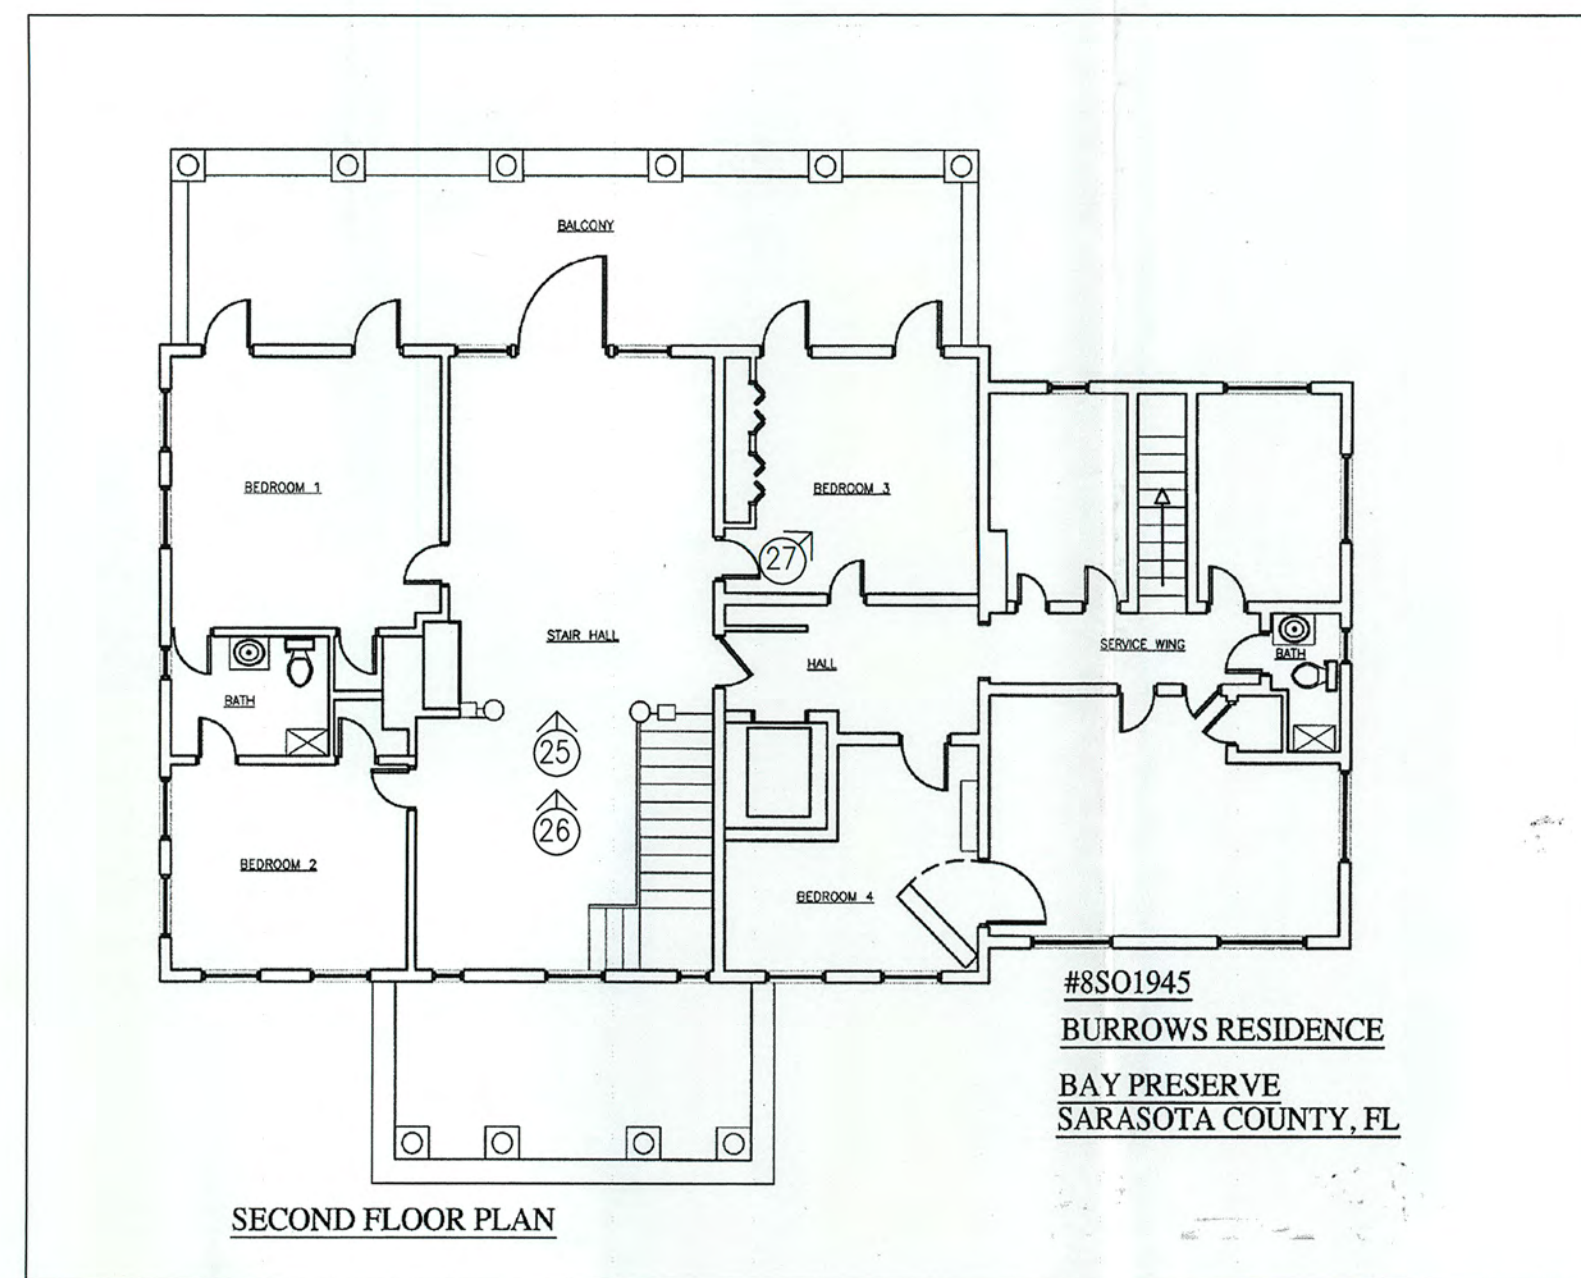 BALCONY
BEDROOM 1
BEDROOM 3
27
STAIR HALL
HALL
SERVICE WING
BATH
BATH
25
26
BEDROOM 2
BEDROOM 4
#8SO1945
BURROWS RESIDENCE
BAY PRESERVE
SARASOTA COUNTY, FL
SECOND FLOOR PLAN